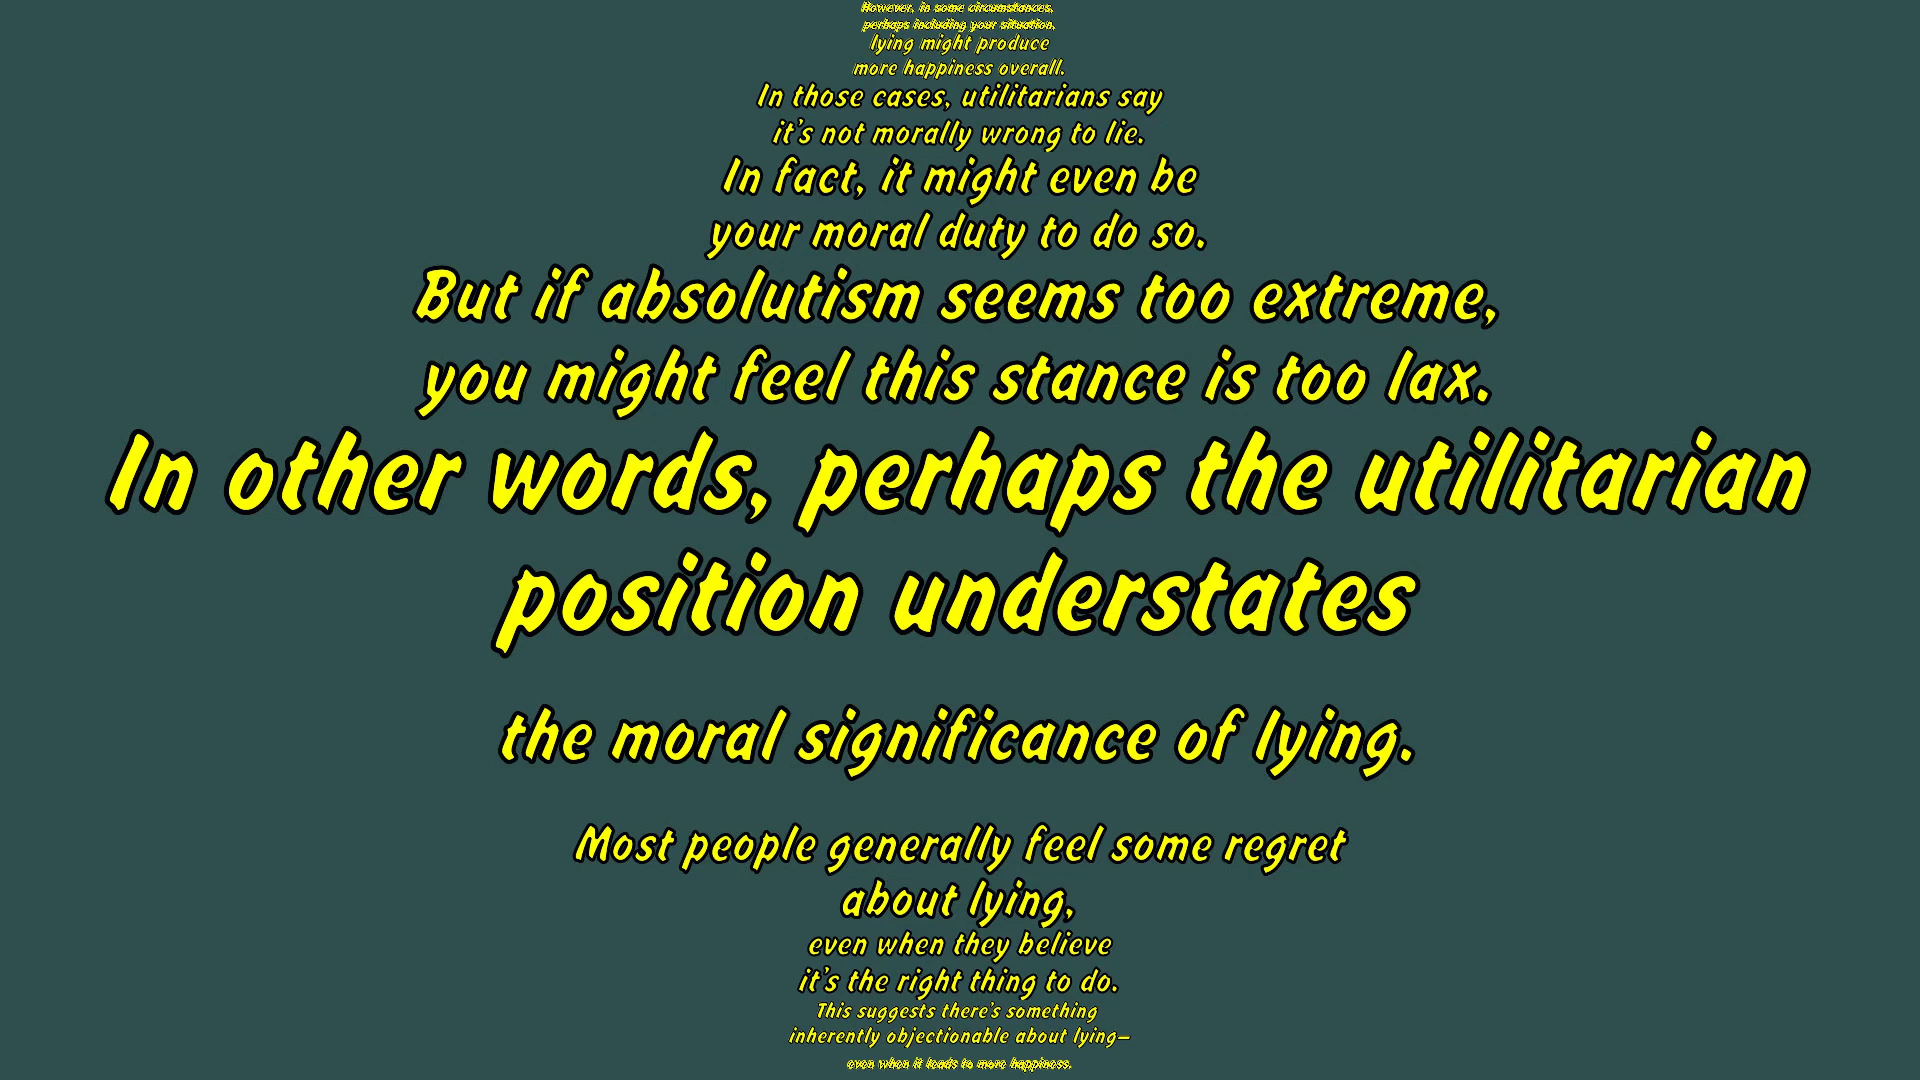 However, in some circumstances,
perhaps including your situation,
lying might produce
more happiness overall.
In those cases, utilitarians say
it's not morally wrong to lie.
In fact, it might even be
your moral duty to do so.
But if absolutism seems too extreme,
you might feel this stance is too lax.
In other words, perhaps the utilitarian
position understates
the moral significance of lying.
Most people generally feel some regret
about lying,
even when they believe
it's the right thing to do.
This suggests there's something
inherently objectionable about lying—
even when it leads to more happiness.